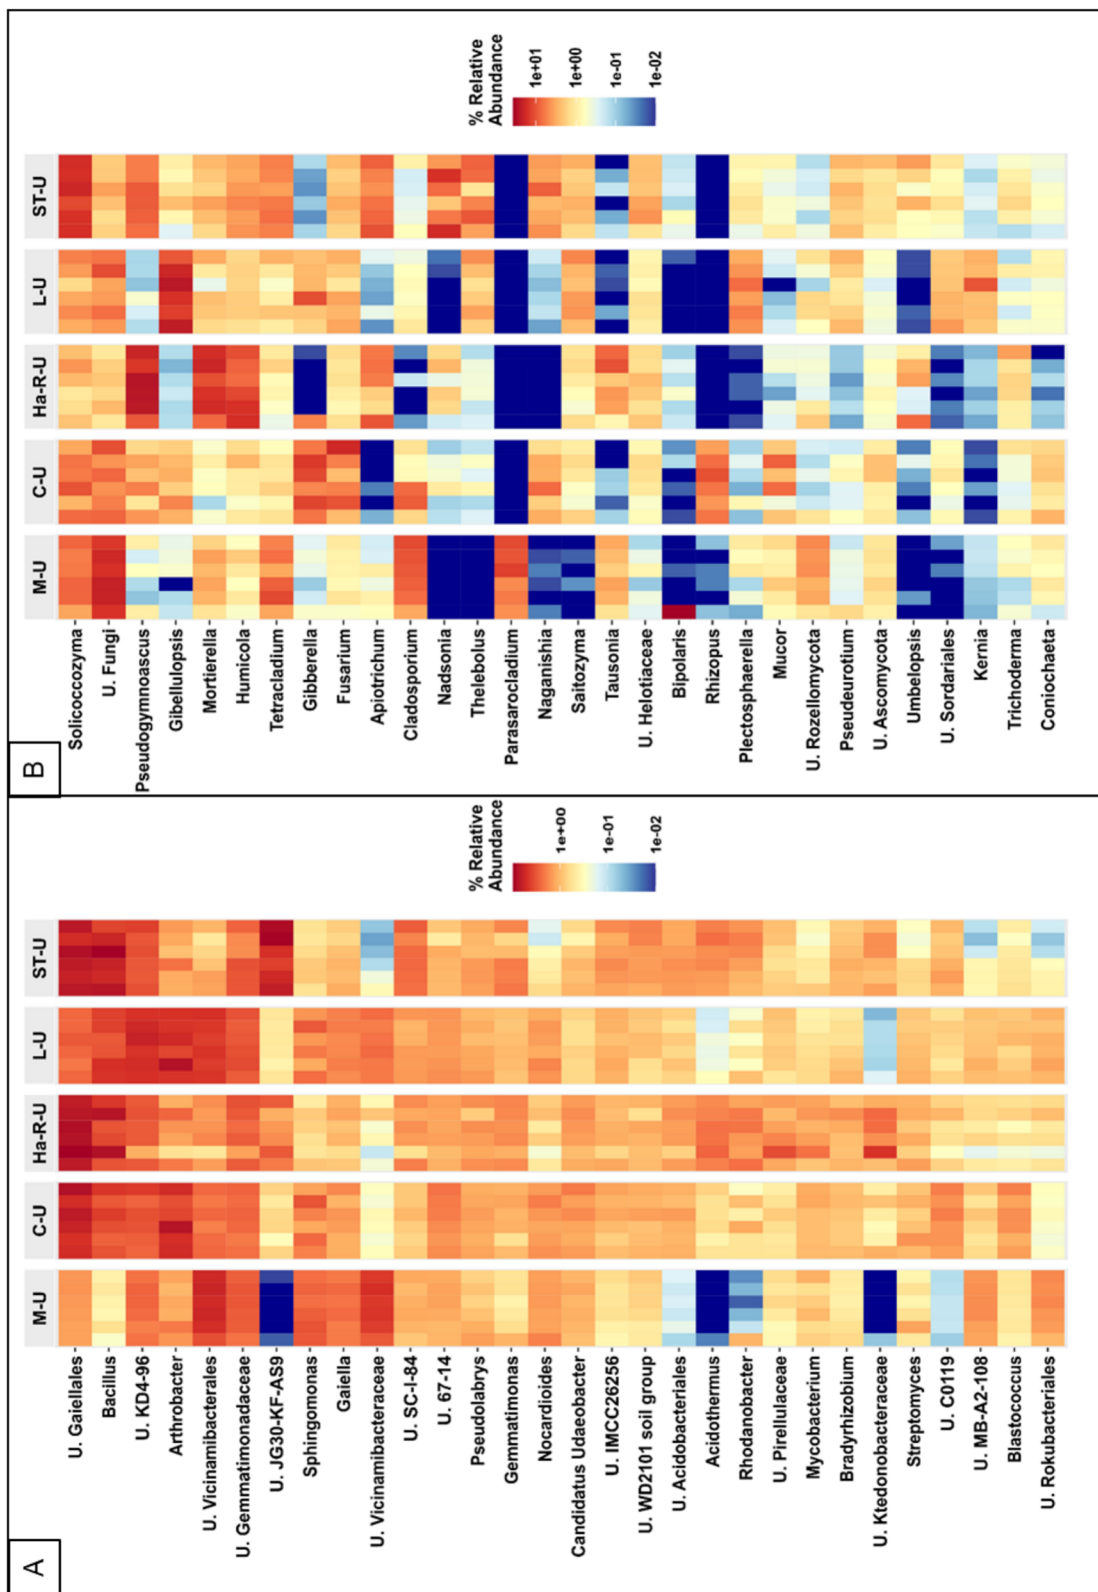 A
M-U
C-U
Ha-R-U
L-U
ST-U
U. Gaiellales
Bacillus
U. KD4-96
Arthrobacter
U. Vicinamibacterales
U. Gemmatimonadaceae
U. JG30-KF-AS9
Sphingomonas
Gaiella
U. Vicinamibacteraceae
U. SC-I-84
U. 67-14
Pseudolabrys
Gemmatimonas
Nocardioides
Candidatus Udaeobacter
U. IMCC26256
U. WD2101 soil group
U. Acidobacteriales
Acidothermus
Rhodanobacter
U. Pirellulaceae
Mycobacterium
Bradyrhizobium
U. Ktedonobacteraceae
Streptomyces
U. C0119
U. MB-A2-108
Blastococcus
U. Rokubacteriales
% Relative
Abundance
1e+00
1e-01
1e-02
B
M-U
C-U
Ha-R-U
L-U
ST-U
Solicoccozyma
U. Fungi
Pseudogymnoascus
Gibellulopsis
Mortierella
Humicola
Tetracladium
Gibberella
Fusarium
Apiotrichum
Cladosporium
Nadsonia
Thelebolus
Parasarocladium
Naganishia
Saitozyma
Tausonia
U. Helotiaceae
Bipolaris
Rhizopus
Plectosphaerella
Mucor
U. Rozellomycota
Pseudeurotium
U. Ascomycota
Umbelopsis
U. Sordariales
Kernia
Trichoderma
Coniochaeta
% Relative
Abundance
1e+01
1e+00
1e-01
1e-02